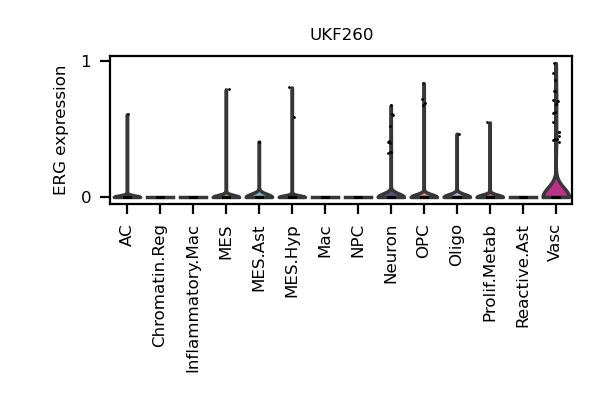 UKF260
ERG expression
1
0
AC
Chromatin.Reg
Inflammatory.Mac
MES
MES.Ast
MES.Hyp
Mac
NPC
Neuron
OPC
Oligo
Prolif.Metab
Reactive.Ast
Vasc